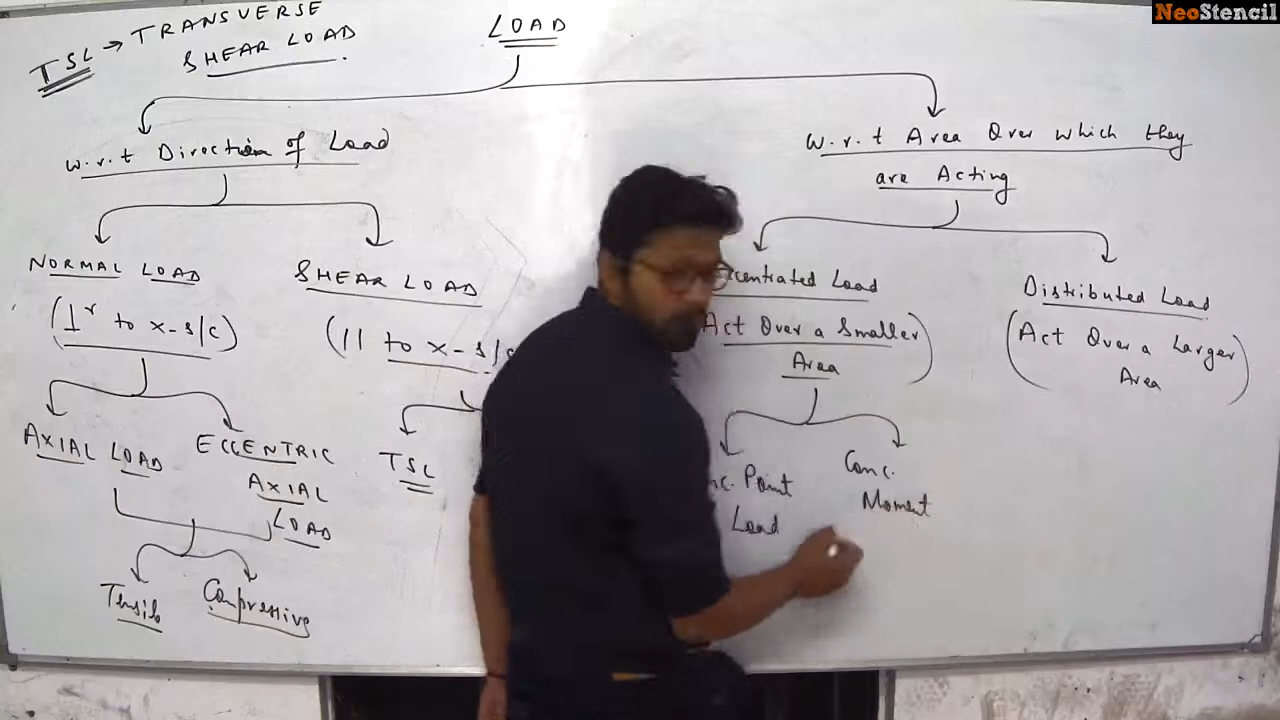 NeoStencil
TSL → TRANSVERSE
SHEAR LOAD
LOAD
w.r.t Direction of Load
w.r.t Area Over which they
are Acting
NORMAL LOAD
(⊥r to x-s/c)
SHEAR LOAD
(|| to x-s/c
centrated Load
Act Over a Smaller
Area)
Distributed Load
(Act Over a Larger
Area)
AXIAL LOAD
ECCENTRIC
AXIAL
LOAD
TSL
nc. Point
Load
Conc.
Moment
Tensile
Compressive